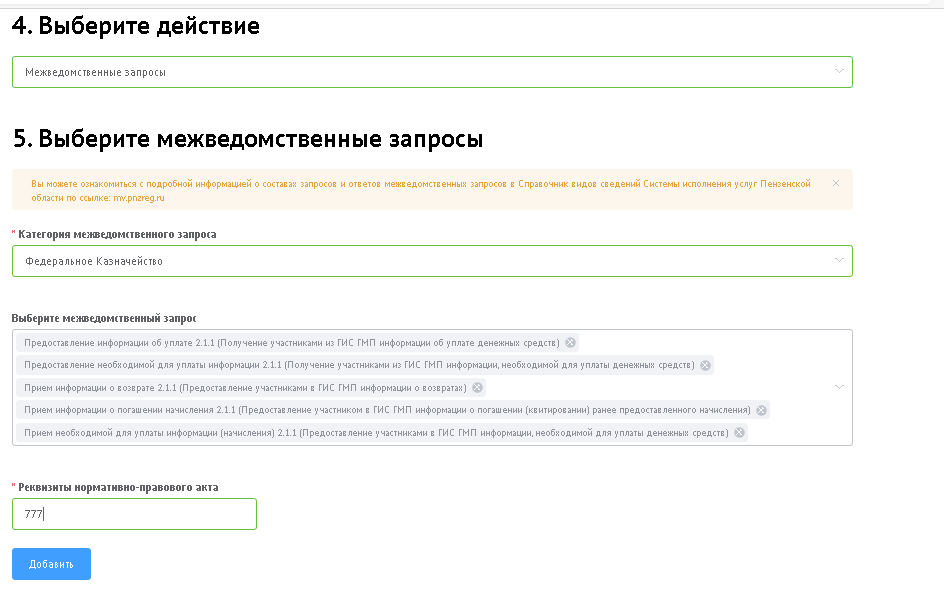 4. Выберите действие
Межведомственные запросы
5. Выберите межведомственные запросы
Вы можете ознакомиться с подробной информацией о составах запросов и ответов межведомственных запросов в Справочник видов сведений Системы исполнения услуг Пензенской
области по ссылке: mv.pnzreg.ru
* Категория межведомственного запроса
Федеральное Казначейство
Выберите межведомственный запрос
Предоставление информации об уплате 2.1.1 (Получение участниками из ГИС ГМП информации об уплате денежных средств)
Предоставление необходимой для уплаты информации 2.1.1 (Получение участниками из ГИС ГМП информации, необходимой для уплаты денежных средств)
Прием информации о возврате 2.1.1 (Предоставление участниками в ГИС ГМП информации о возвратах)
Прием информации о погашении начисления 2.1.1 (Предоставление участником в ГИС ГМП информации о погашении (квитировании) ранее предоставленного начисления)
Прием необходимой для уплаты информации (начисления) 2.1.1 (Предоставление участниками в ГИС ГМП информации, необходимой для уплаты денежных средств)
* Реквизиты нормативно-правового акта
777
Добавить